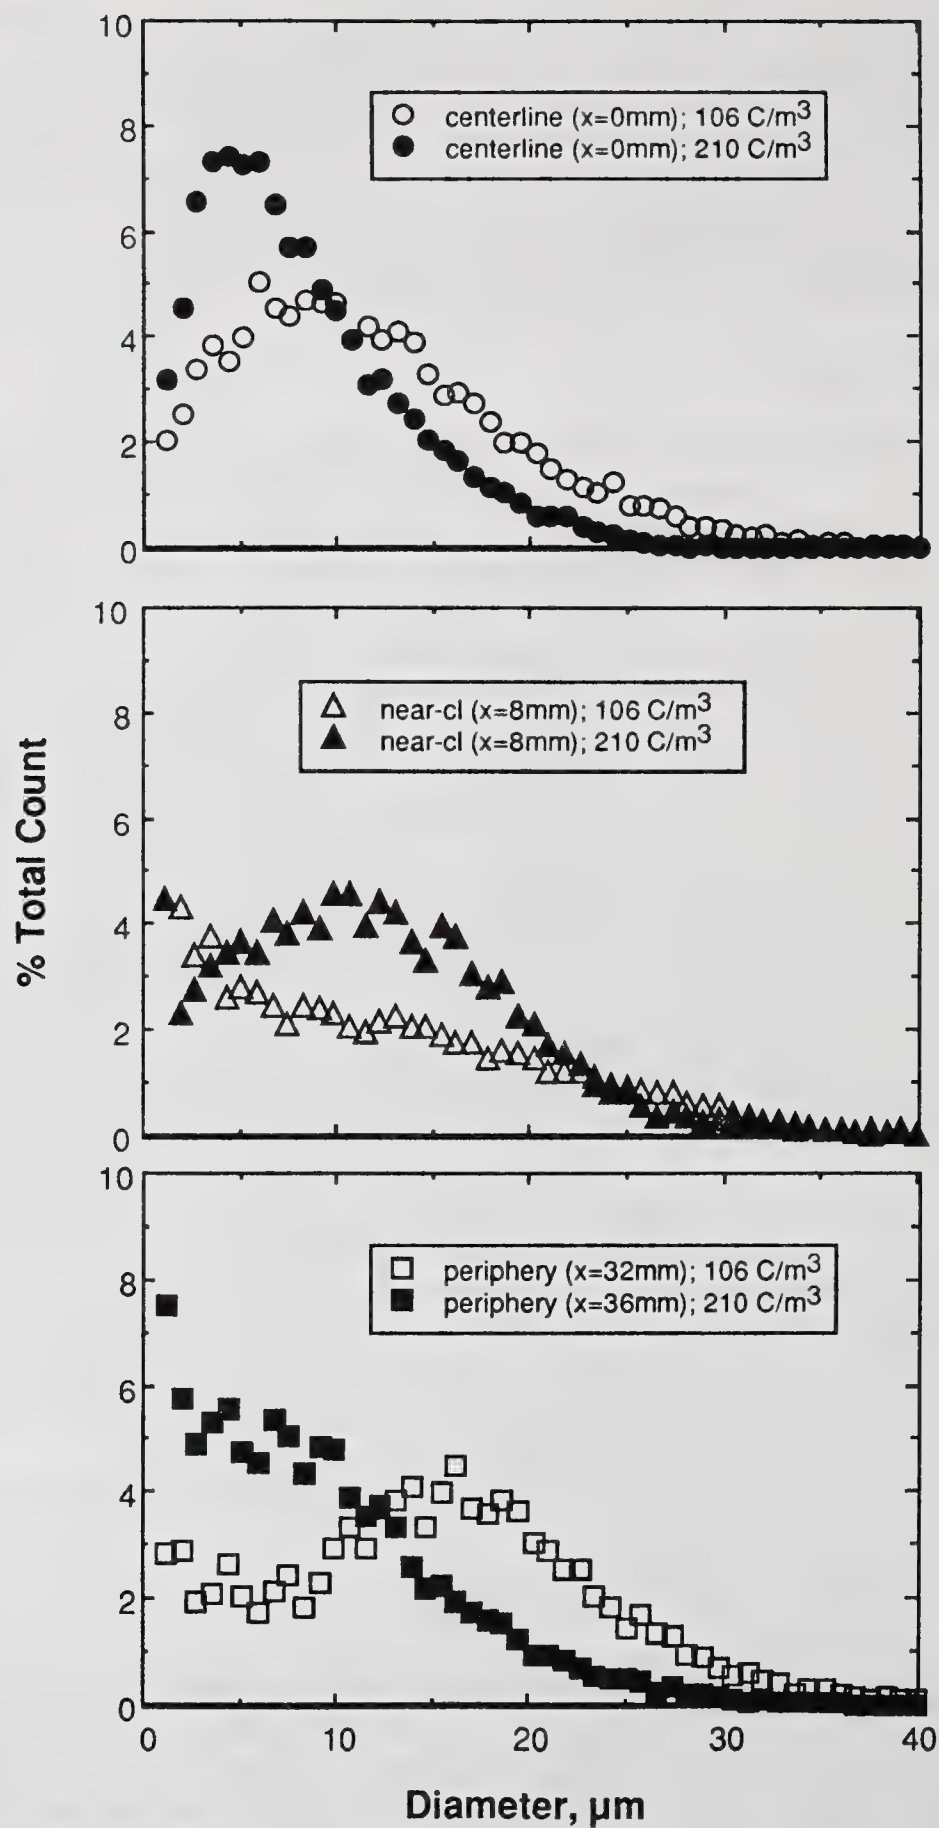 10
8
6
4
2
0
centerline (x=0mm); 106 C/m3
centerline (x=0mm); 210 C/m3
10
8
6
4
2
0
near-cl (x=8mm); 106 C/m3
near-cl (x=8mm); 210 C/m3
% Total Count
10
8
6
4
2
0
periphery (x=32mm); 106 C/m3
periphery (x=36mm); 210 C/m3
0 10 20 30 40
Diameter, µm